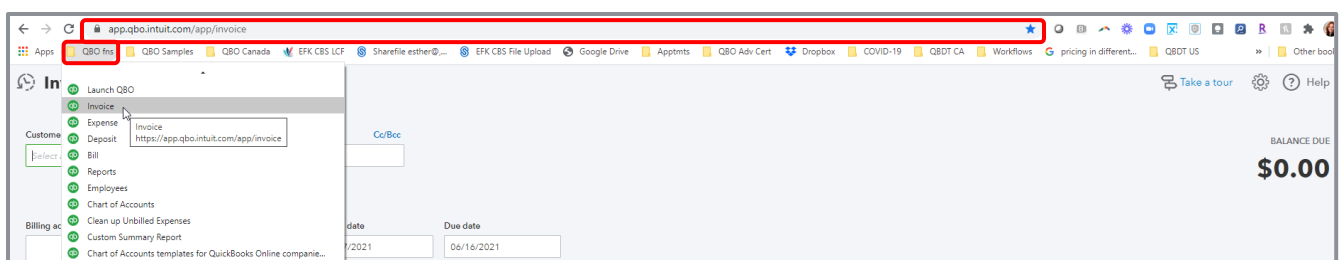 app.qbo.intuit.com/app/invoice
Apps QBO fns QBO Samples QBO Canada EFK CBS LCF Sharefile esther@,... EFK CBS File Upload Google Drive Apptmts QBO Adv Cert Dropbox COVID-19 QBDT CA Workflows pricing in different... QBDT US » Other bool
In
Take a tour Help
Launch QBO
Invoice
Expense
Invoice
https://app.qbo.intuit.com/app/invoice
Deposit
Bill
Reports
Employees
Chart of Accounts
Clean up Unbilled Expenses
Custom Summary Report
Chart of Accounts templates for QuickBooks Online companie...
Custome
Cc/Bcc
Select
BALANCE DUE
$0.00
Billing ad
date
Due date
/2021
06/16/2021